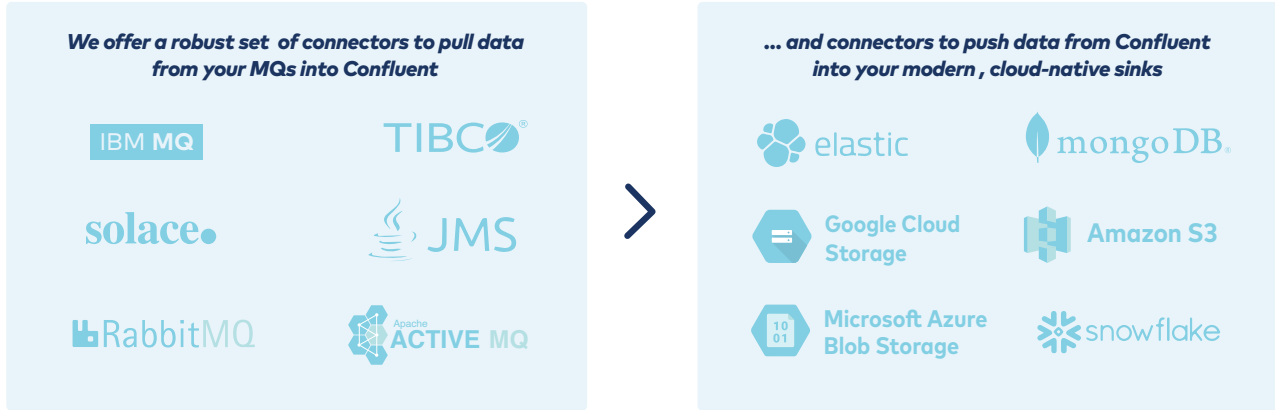 We offer a robust set of connectors to pull data
from your MQs into Confluent
IBM MQ
TIBCO®
solace.
JMS
RabbitMQ
Apache
ACTIVE MQ
... and connectors to push data from Confluent
into your modern , cloud-native sinks
elastic
mongoDB®
Google Cloud
Storage
Amazon S3
10
01
Microsoft Azure
Blob Storage
snowflake